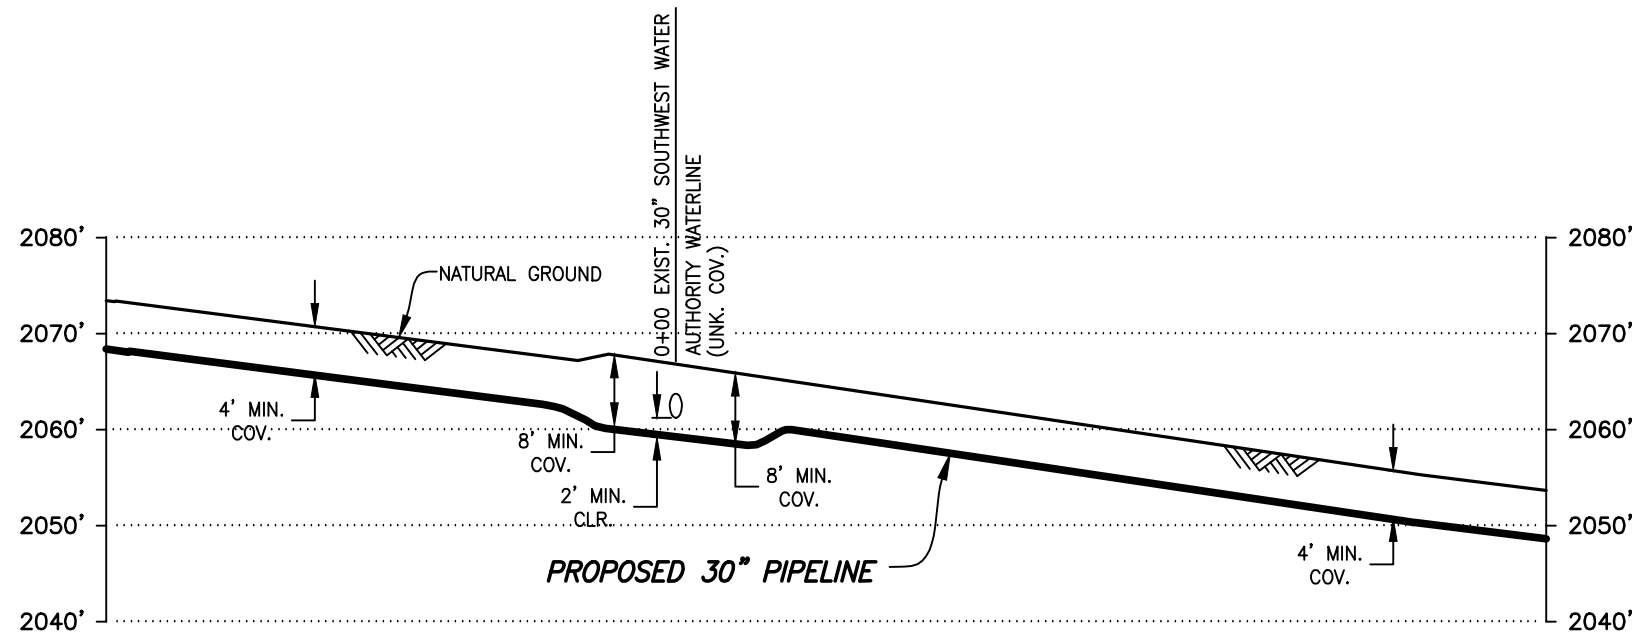 0+00 EXIST. 30" SOUTHWEST WATER
AUTHORITY WATERLINE
(UNK. COV.)
2080'
2080'
NATURAL GROUND
2070'
2070'
4' MIN.
COV.
2060'
2060'
8' MIN.
COV.
8' MIN.
COV.
2' MIN.
CLR.
2050'
2050'
PROPOSED 30" PIPELINE
4' MIN.
COV.
2040'
2040'